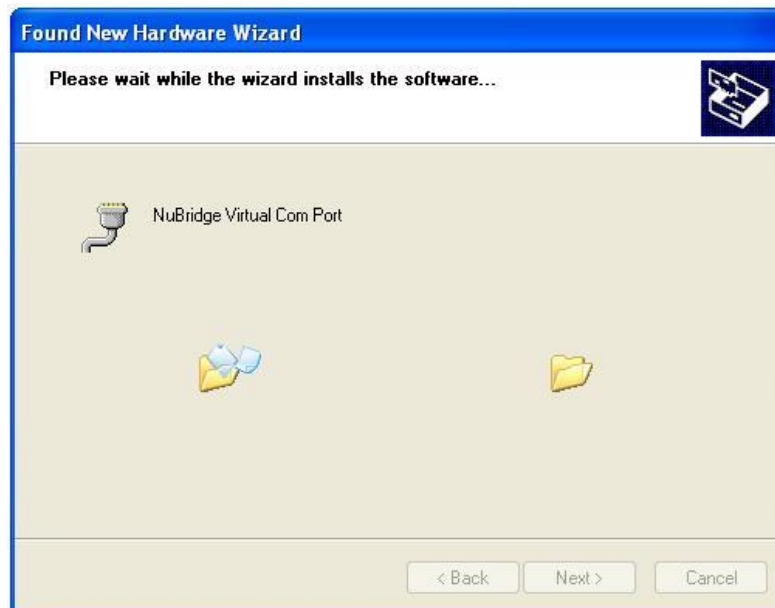 Found New Hardware Wizard
Please wait while the wizard installs the software...
NuBridge Virtual Com Port
< Back Next > Cancel